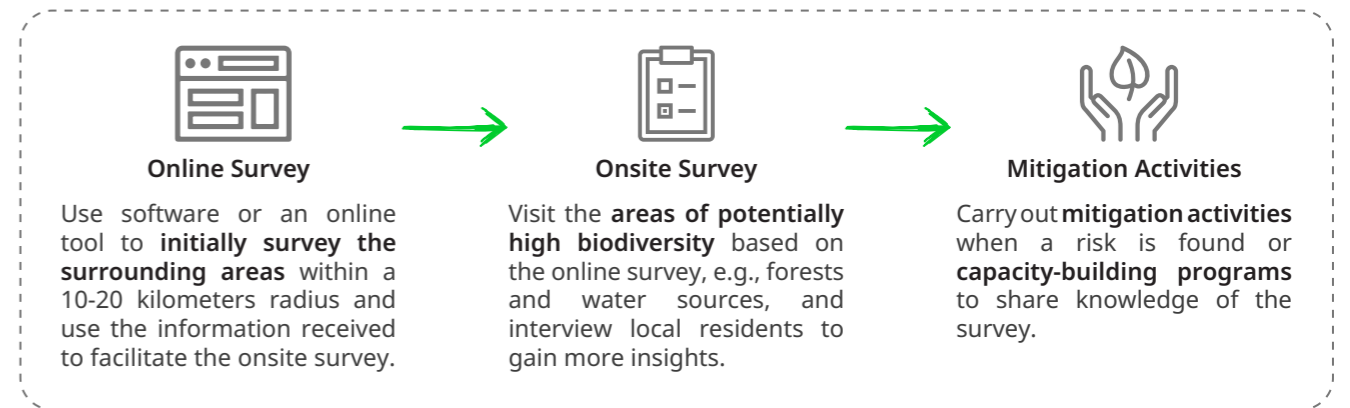 Online Survey
Use software or an online
tool to initially survey the
surrounding areas within a
10-20 kilometers radius and
use the information received
to facilitate the onsite survey.
Onsite Survey
Visit the areas of potentially
high biodiversity based on
the online survey, e.g., forests
and water sources, and
interview local residents to
gain more insights.
Mitigation Activities
Carry out mitigation activities
when a risk is found or
capacity-building programs
to share knowledge of the
survey.